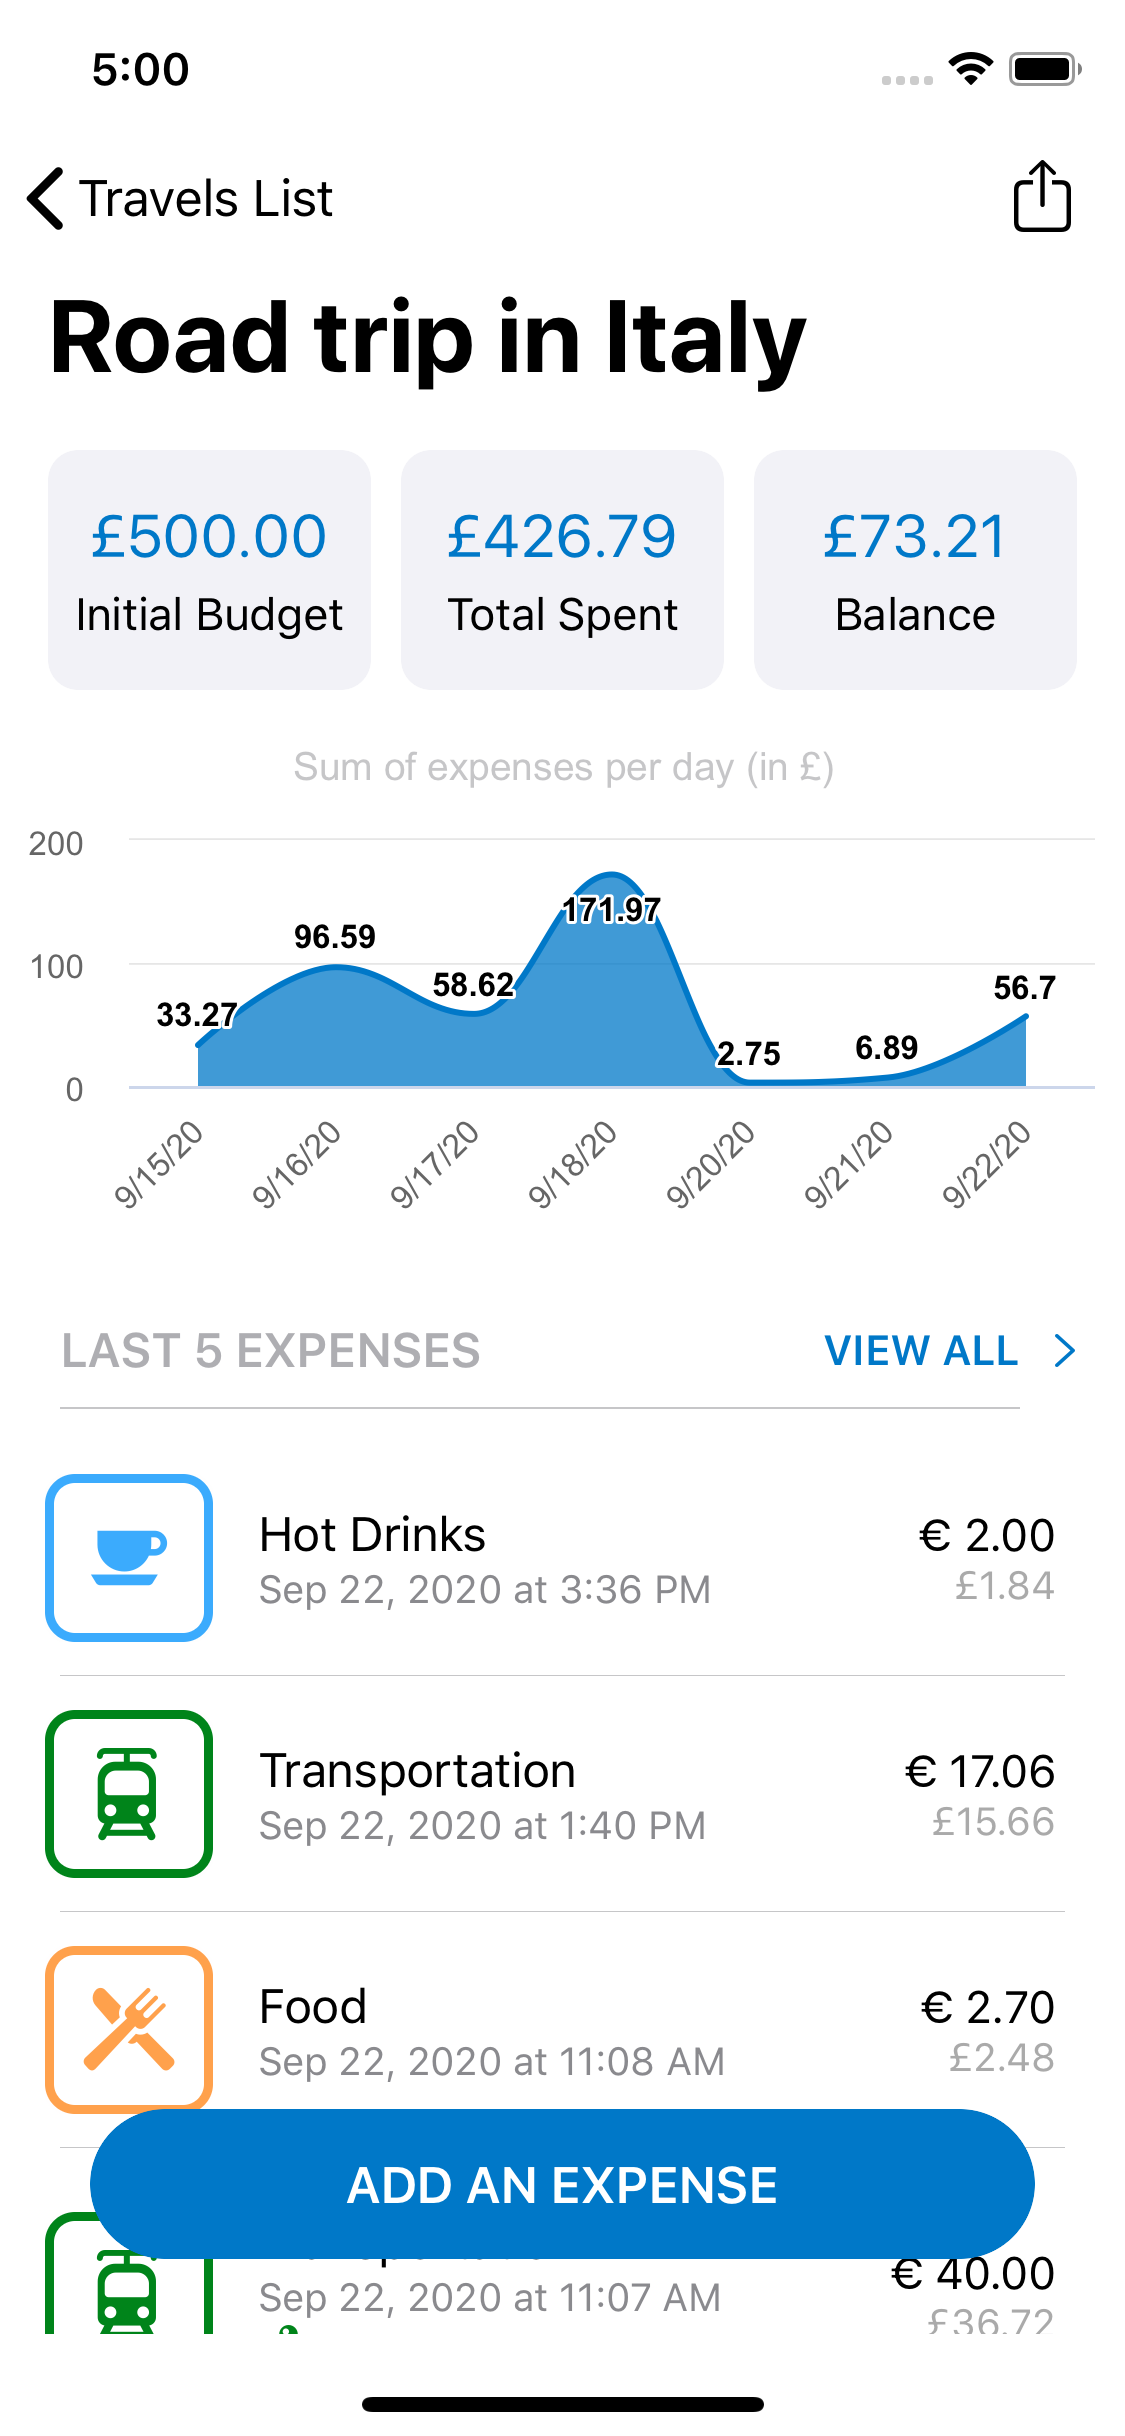 5:00
Travels List
Road trip in Italy
£500.00
Initial Budget
£426.79
Total Spent
£73.21
Balance
Sum of expenses per day (in £)
200
100
0
33.27
96.59
58.62
171.97
2.75
6.89
56.7
9/15/20
9/16/20
9/17/20
9/18/20
9/20/20
9/21/20
9/22/20
LAST 5 EXPENSES
VIEW ALL
Hot Drinks
€ 2.00
Sep 22, 2020 at 3:36 PM
£1.84
Transportation
€ 17.06
Sep 22, 2020 at 1:40 PM
£15.66
Food
€ 2.70
Sep 22, 2020 at 11:08 AM
£2.48
ADD AN EXPENSE
€ 40.00
Sep 22, 2020 at 11:07 AM
£36.72